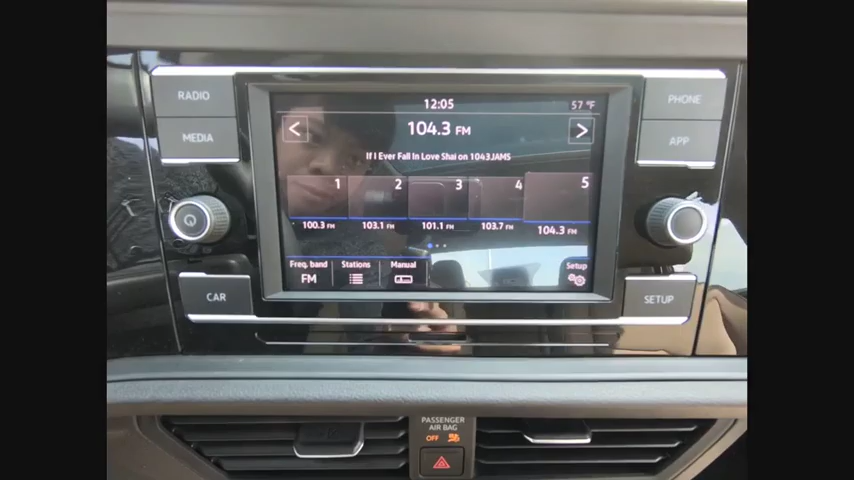 RADIO
MEDIA
12:05
57 °F
104.3 FM
If I Ever Fall In Love Shai on 1043JAMS
1 2 3 4 5
100.3 FM 103.1 FM 101.1 FM 103.7 FM 104.3 FM
Freq. band Stations Manual Setup
FM
PHONE
APP
CAR
SETUP
PASSENGER
AIR BAG
OFF